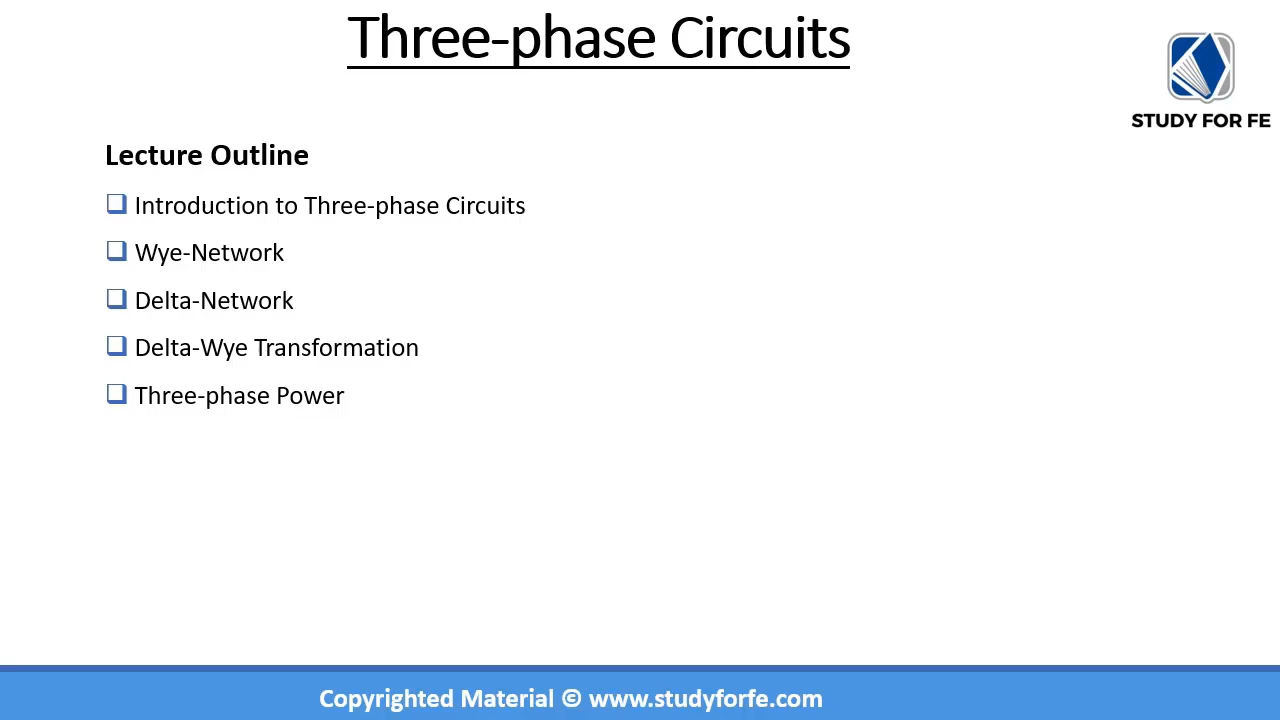 Three-phase Circuits
STUDY FOR FE
Lecture Outline
Introduction to Three-phase Circuits
Wye-Network
Delta-Network
Delta-Wye Transformation
Three-phase Power
Copyrighted Material © www.studyforfe.com